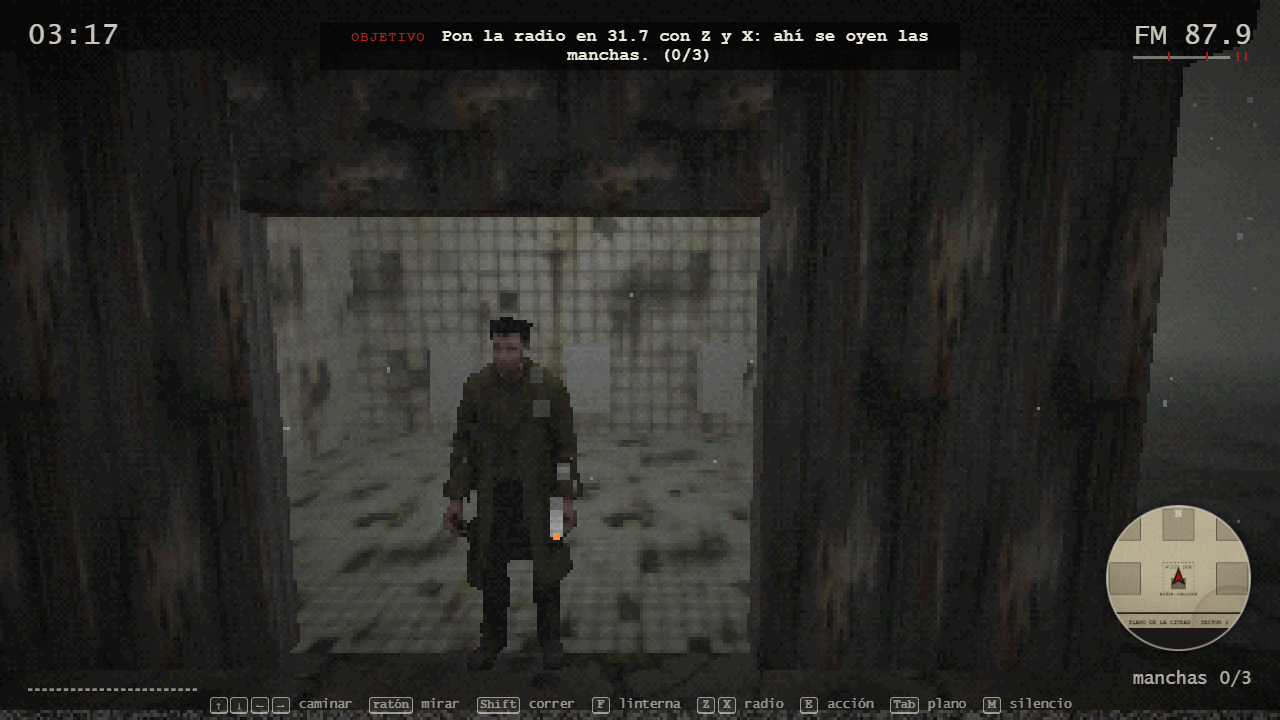 03:17
OBJETIVO Pon la radio en 31.7 con Z y X: ahí se oyen las
manchas. (0/3)
FM 87.9
N
PLANO DE LA CIUDAD · SECTOR
manchas 0/3
↑ ↓ ← → caminar ratón mirar Shift correr F linterna Z X radio E acción Tab plano M silencio